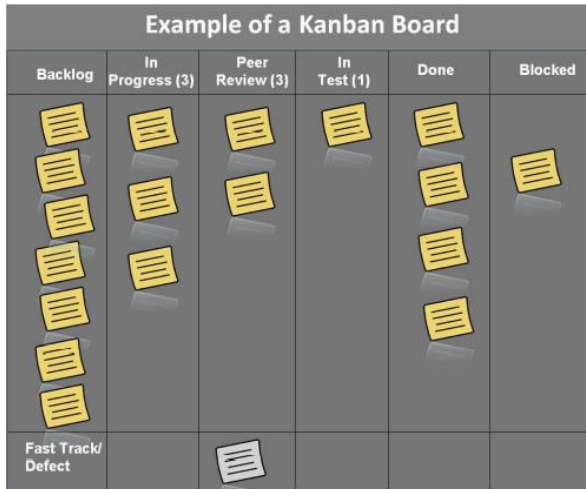 Example of a Kanban Board
Backlog
In
Progress (3)
Peer
Review (3)
In
Test (1)
Done
Blocked
Fast Track/
Defect